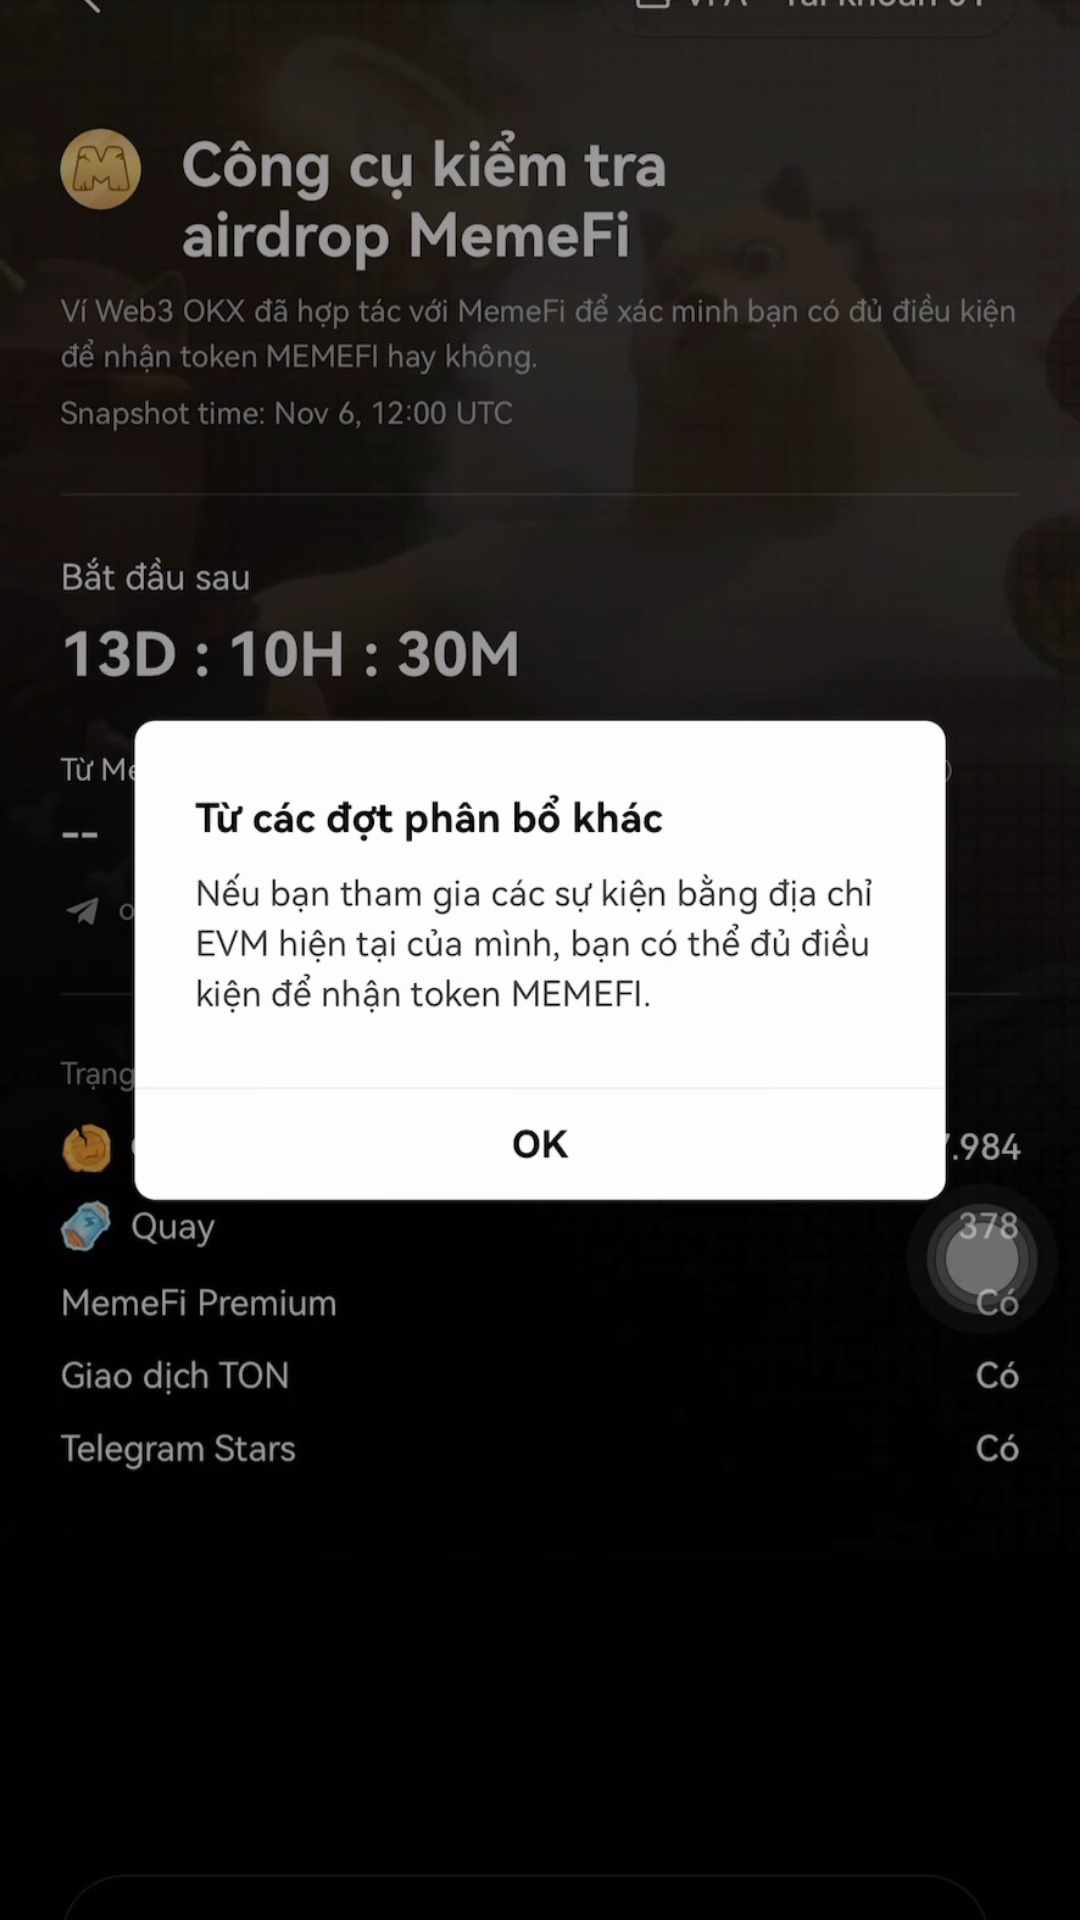 Công cụ kiểm tra
airdrop MemeFi
Ví Web3 OKX đã hợp tác với MemeFi để xác minh bạn có đủ điều kiện
để nhận token MEMEFI hay không.
Snapshot time: Nov 6, 12:00 UTC
Bắt đầu sau
13D : 10H : 30M
Từ
--
Từ các đợt phân bổ khác
Nếu bạn tham gia các sự kiện bằng địa chỉ
EVM hiện tại của mình, bạn có thể đủ điều
kiện để nhận token MEMEFI.
OK
Trạng
.984
Quay 378
MemeFi Premium Có
Giao dịch TON Có
Telegram Stars Có